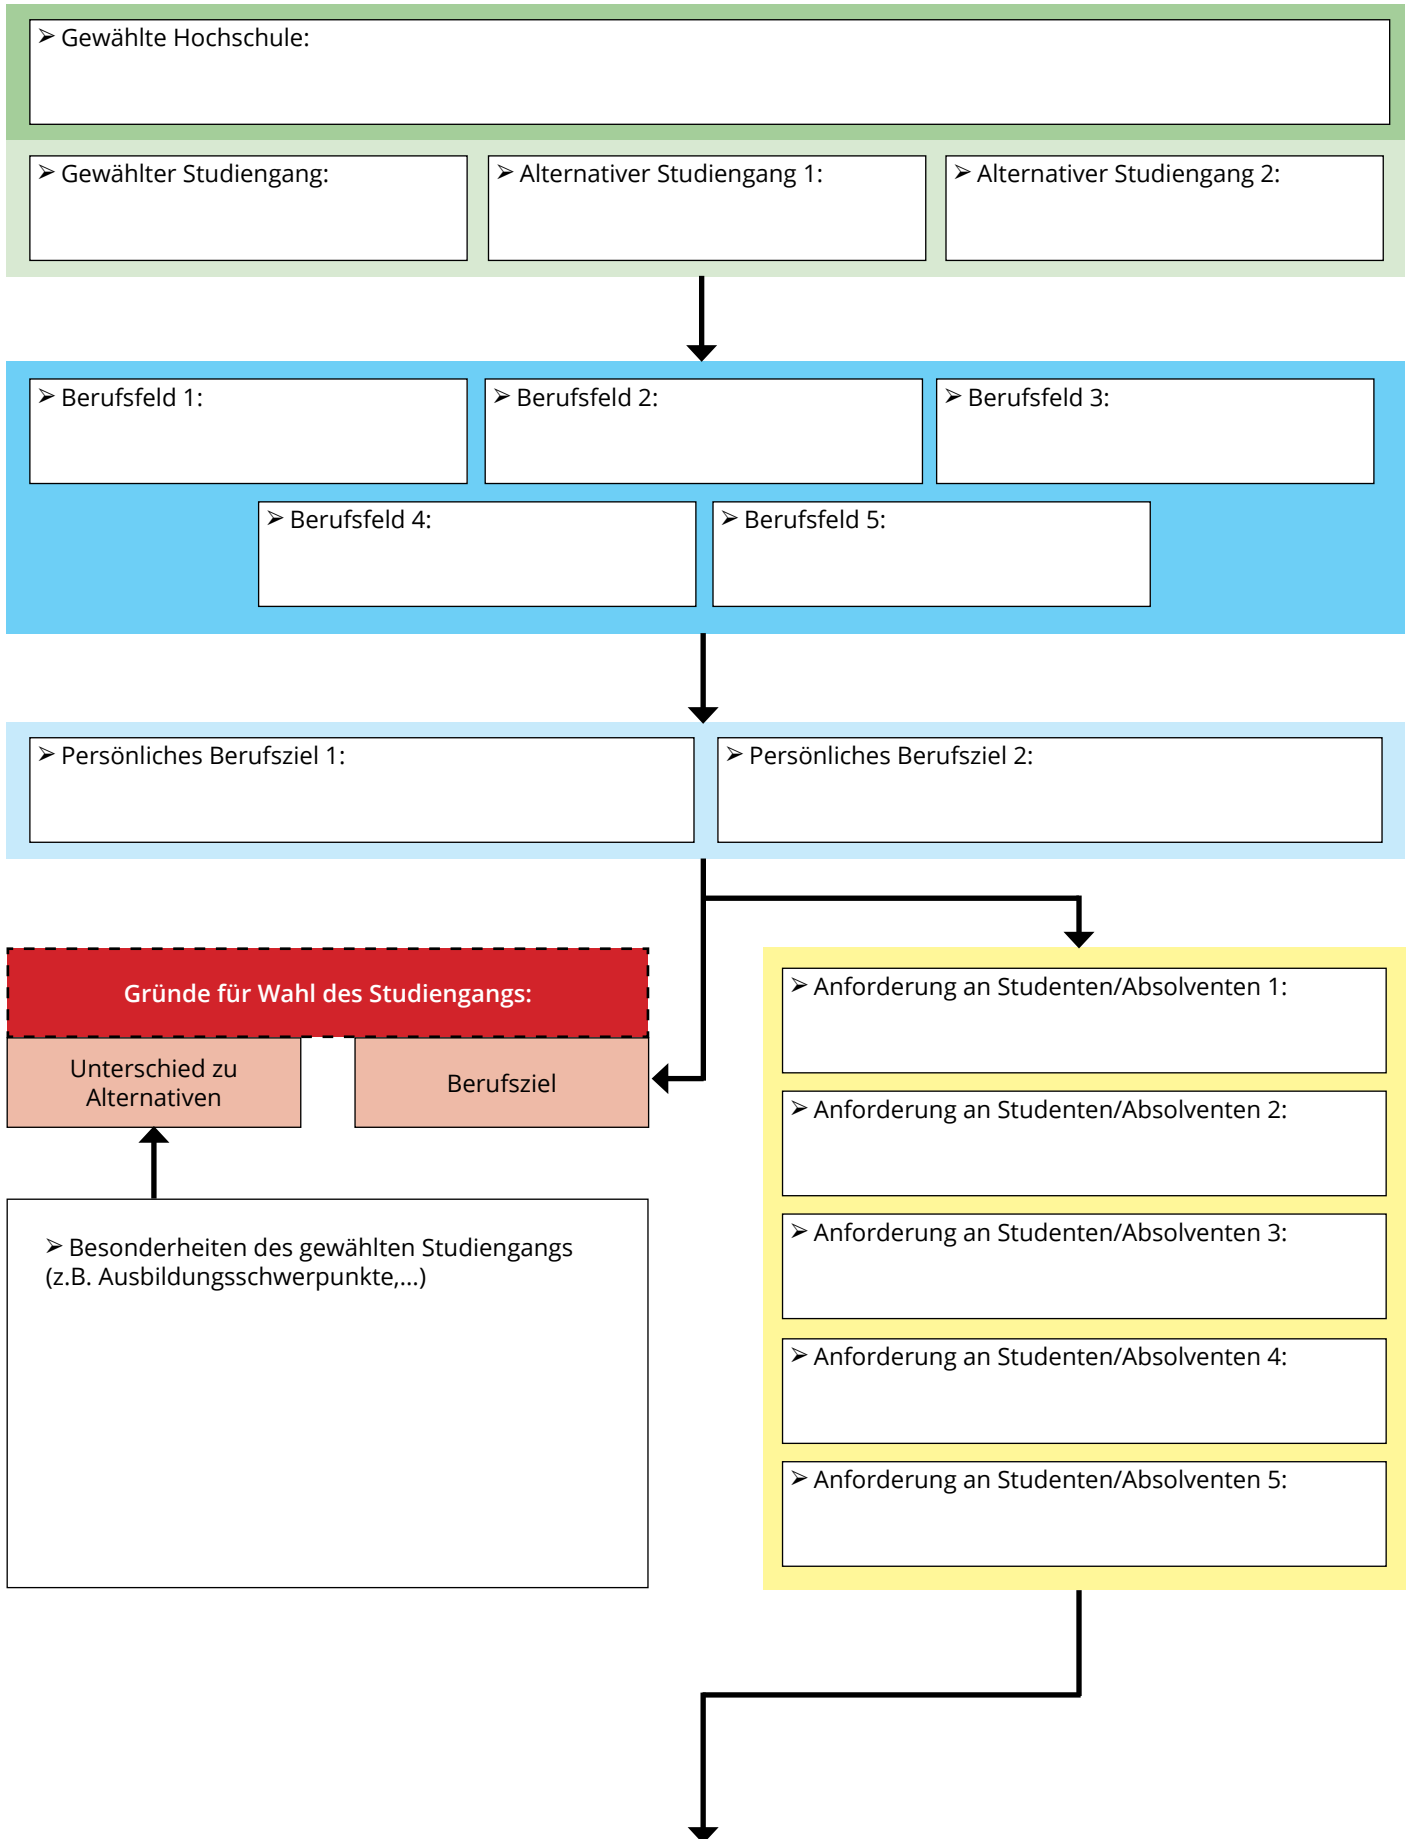 ➢ Gewählte Hochschule:
➢ Gewählter Studiengang:
➢ Alternativer Studiengang 1:
➢ Alternativer Studiengang 2:
➢ Berufsfeld 1:
➢ Berufsfeld 2:
➢ Berufsfeld 3:
➢ Berufsfeld 4:
➢ Berufsfeld 5:
➢ Persönliches Berufsziel 1:
➢ Persönliches Berufsziel 2:
Gründe für Wahl des Studiengangs:
Unterschied zu
Alternativen
Berufsziel
➢ Besonderheiten des gewählten Studiengangs
(z.B. Ausbildungsschwerpunkte,...)
➢ Anforderung an Studenten/Absolventen 1:
➢ Anforderung an Studenten/Absolventen 2:
➢ Anforderung an Studenten/Absolventen 3:
➢ Anforderung an Studenten/Absolventen 4:
➢ Anforderung an Studenten/Absolventen 5: